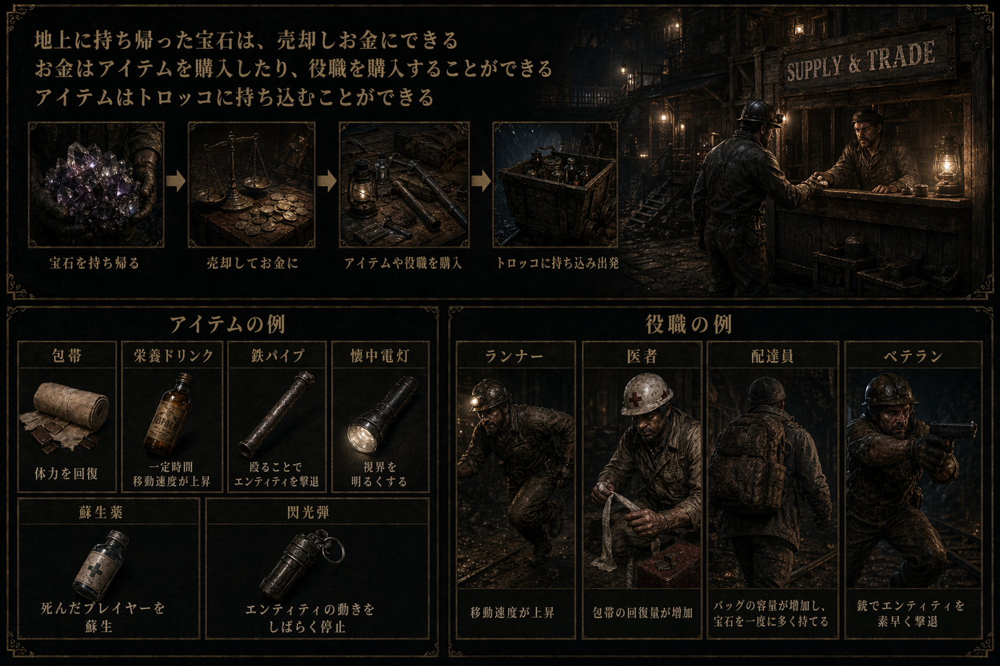 地上に持ち帰った宝石は、売却しお金にできる
お金はアイテムを購入したり、役職を購入することができる
アイテムはトロッコに持ち込むことができる
SUPPLY & TRADE
宝石を持ち帰る
売却してお金に
アイテムや役職を購入
トロッコに持ち込み出発
アイテムの例
包帯
体力を回復
栄養ドリンク
一定時間
移動速度が上昇
鉄パイプ
殴ることで
エンティティを撃退
懐中電灯
視界を
明るくする
蘇生薬
死んだプレイヤーを
蘇生
閃光弾
エンティティの動きを
しばらく停止
役職の例
ランナー
移動速度が上昇
医者
包帯の回復量が増加
配達員
バッグの容量が増加し、
宝石を一度に多く持てる
ベテラン
銃でエンティティを
素早く撃退